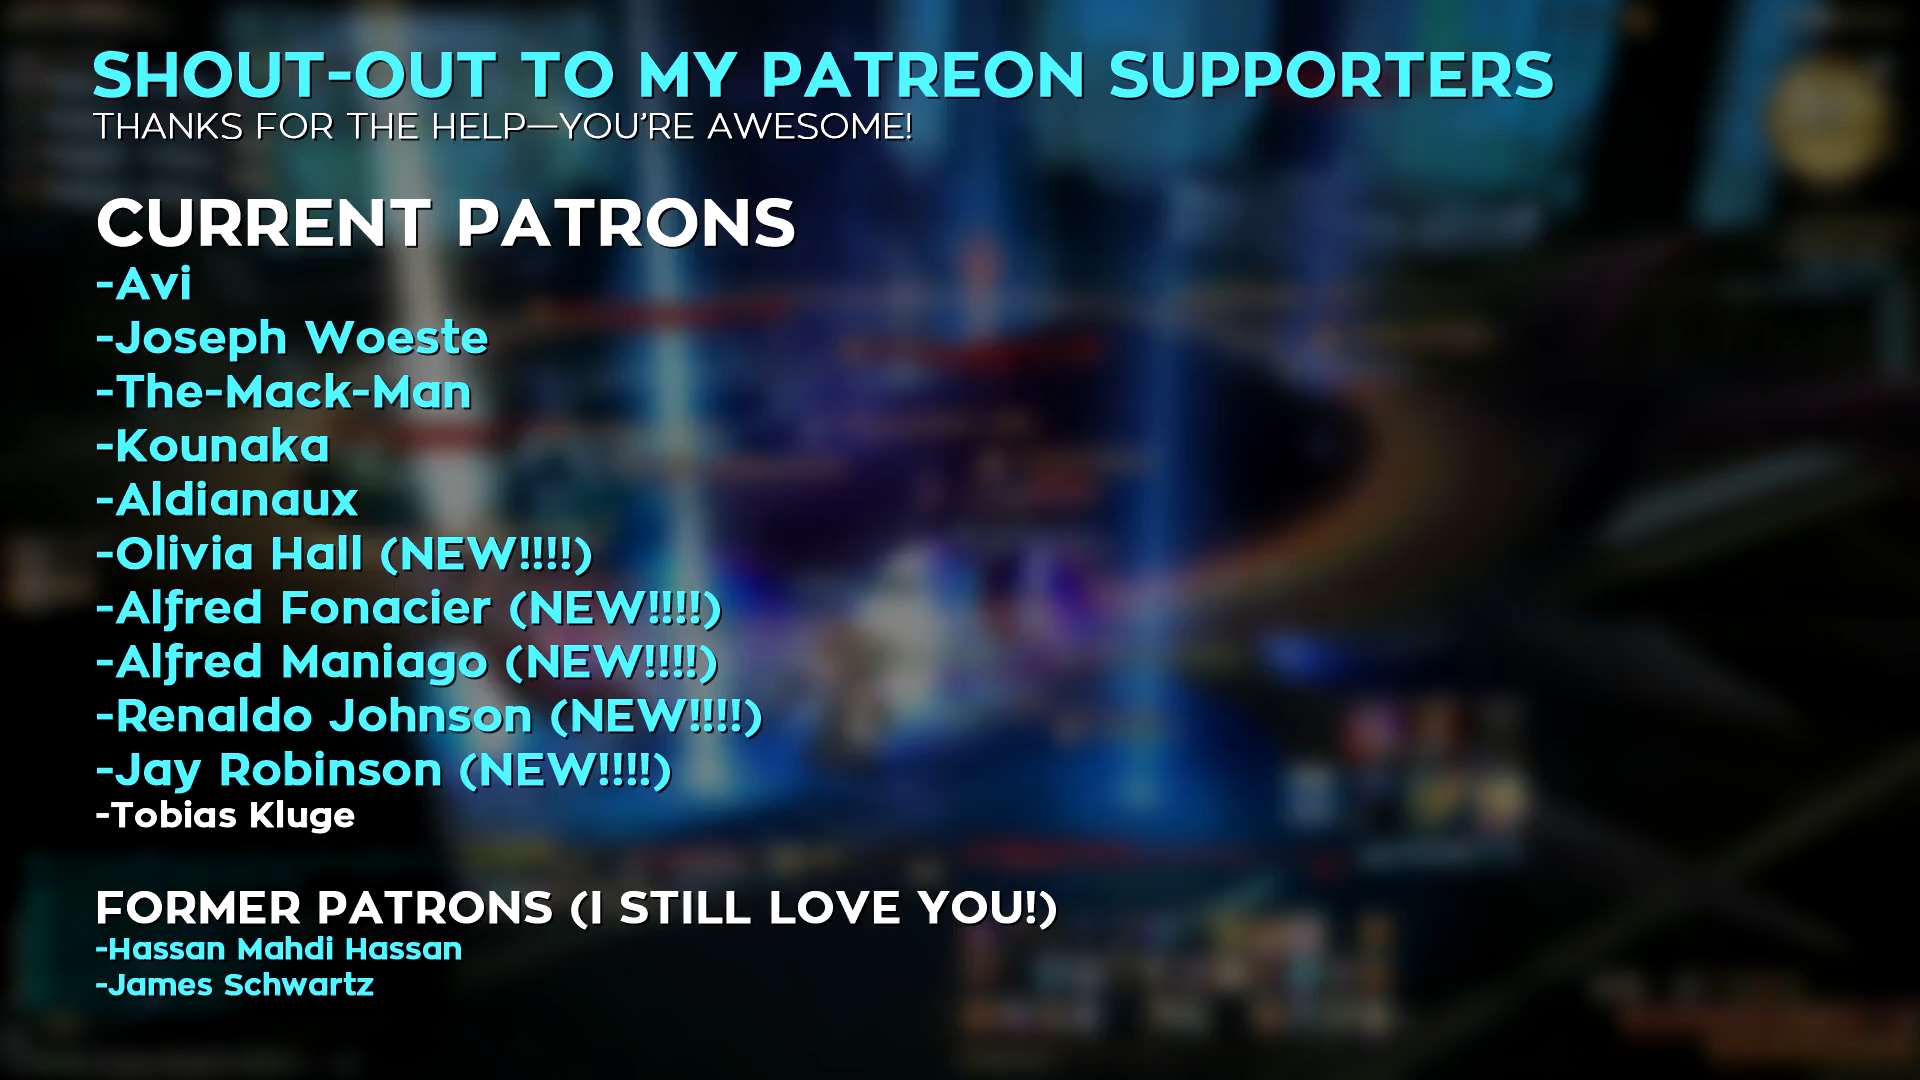 SHOUT-OUT TO MY PATREON SUPPORTERS
THANKS FOR THE HELP—YOU'RE AWESOME!
CURRENT PATRONS
-Avi
-Joseph Woeste
-The-Mack-Man
-Kounaka
-Aldianaux
-Olivia Hall (NEW!!!!)
-Alfred Fonacier (NEW!!!!)
-Alfred Maniago (NEW!!!!)
-Renaldo Johnson (NEW!!!!)
-Jay Robinson (NEW!!!!)
-Tobias Kluge
FORMER PATRONS (I STILL LOVE YOU!)
-Hassan Mahdi Hassan
-James Schwartz